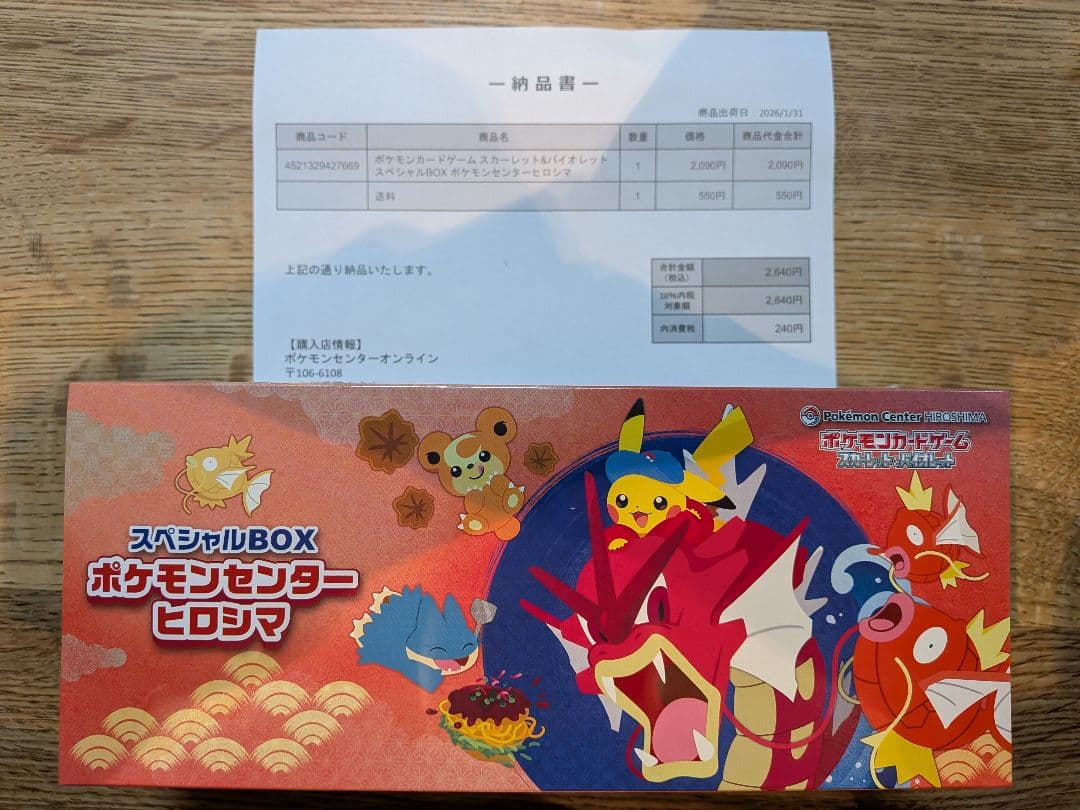 ー納品書ー
商品出荷日:2026/1/31
商品コード 商品名 数量 価格 商品代金合計
4521329427669 ポケモンカードゲーム スカーレット&バイオレット 1 2,090円 2,090円
スペシャルBOX ポケモンセンターヒロシマ
送料 1 550円 550円
上記の通り納品いたします。
合計金額
(税込) 2,640円
10%内税
対象額 2,640円
内消費税 240円
【購入店情報】
ポケモンセンターオンライン
〒106-6108
Pokémon Center HIROSHIMA
ポケモンカードゲーム
スカーレット&バイオレット
スペシャルBOX
ポケモンセンター
ヒロシマ